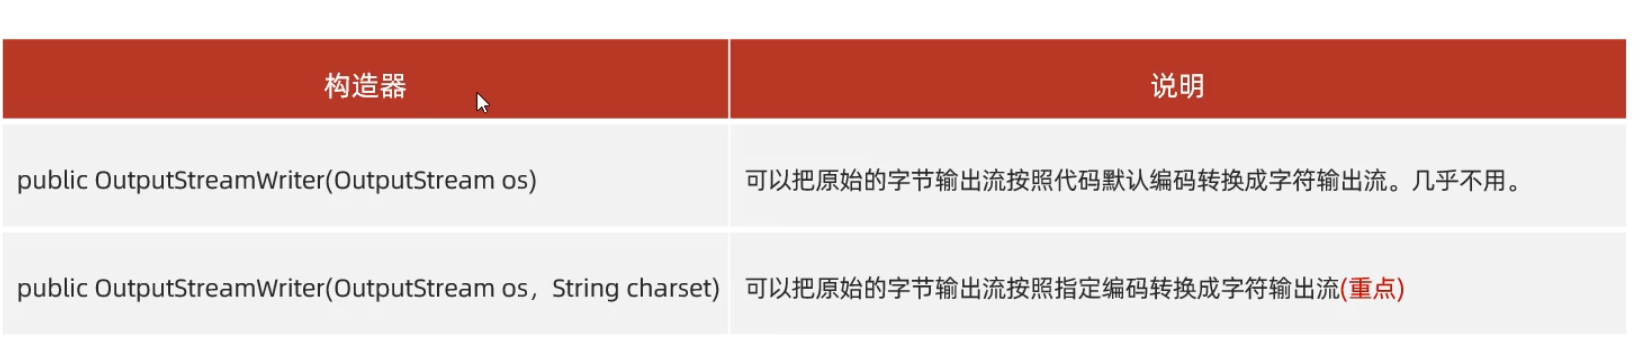 构造器 说明
public OutputStreamWriter(OutputStream os) 可以把原始的字节输出流按照代码默认编码转换成字符输出流。几乎不用。
public OutputStreamWriter(OutputStream os，String charset) 可以把原始的字节输出流按照指定编码转换成字符输出流(重点)